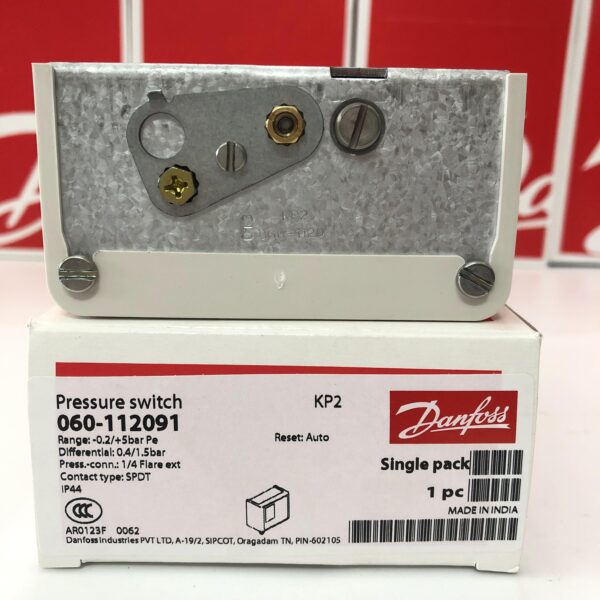 KP2
Pressure switch
KP2
060-112091
Range: -0.2/+5bar Pe
Reset: Auto
Differential: 0.4/1.5bar
Press.-conn.: 1/4 Flare ext
Contact type: SPDT
IP44
Danfoss
Single pack
1 pc
MADE IN INDIA
CCC
AR0123F 0062
Danfoss Industries PVT LTD, A-19/2, SIPCOT, Oragadam TN, PIN-602105